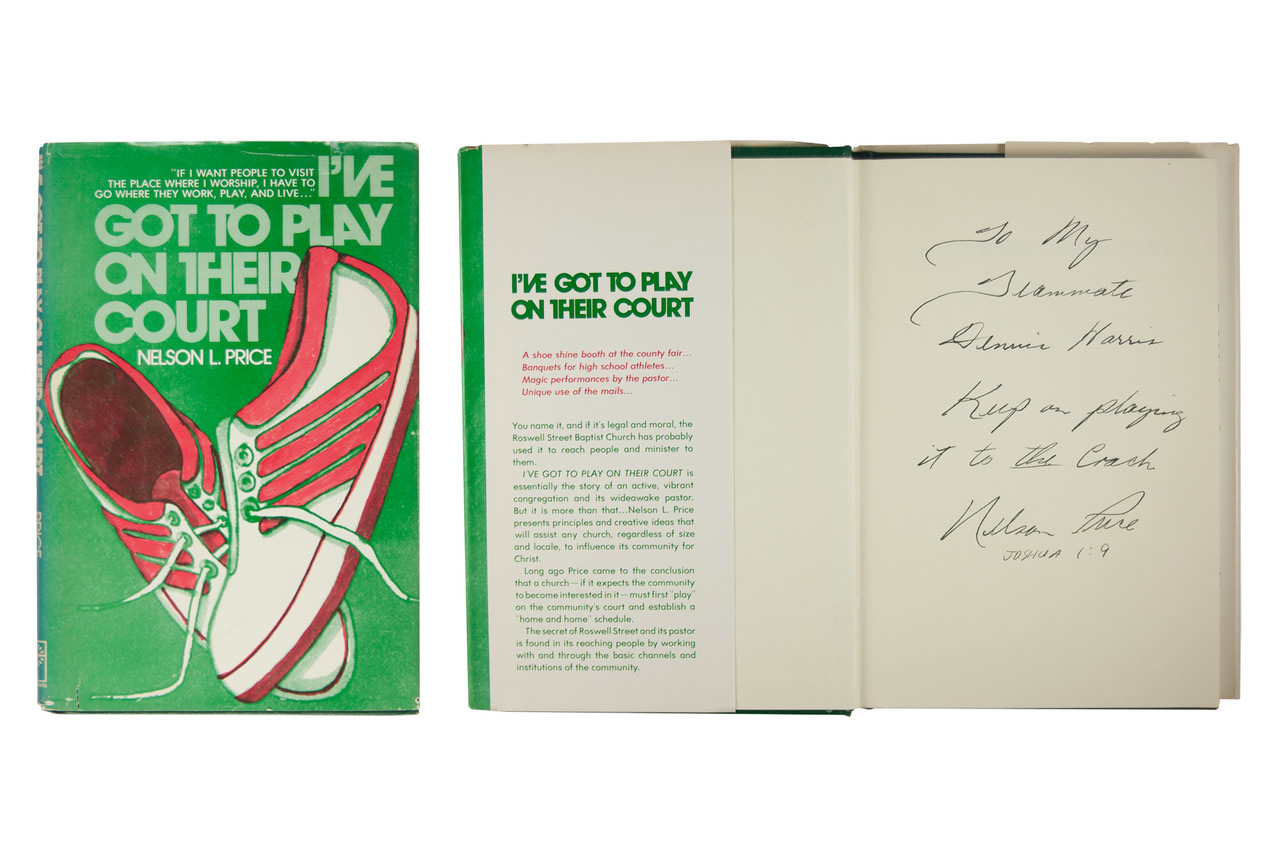 "IF I WANT PEOPLE TO VISIT
THE PLACE WHERE I WORSHIP, I HAVE TO
GO WHERE THEY WORK, PLAY, AND LIVE..."
I'VE
GOT TO PLAY
ON THEIR
COURT
NELSON L. PRICE
PRICE
I'VE GOT TO PLAY
ON THEIR COURT
A shoe shine booth at the county fair...
Banquets for high school athletes...
Magic performances by the pastor...
Unique use of the mails...
You name it, and if it's legal and moral, the
Roswell Street Baptist Church has probably
used it to reach people and minister to
them.
I'VE GOT TO PLAY ON THEIR COURT is
essentially the story of an active, vibrant
congregation and its wideawake pastor.
But it is more than that...Nelson L. Price
presents principles and creative ideas that
will assist any church, regardless of size
and locale, to influence its community for
Christ.
Long ago Price came to the conclusion
that a church—if it expects the community
to become interested in it—must first "play"
on the community's court and establish a
"home and home" schedule.
The secret of Roswell Street and its pastor
is found in its reaching people by working
with and through the basic channels and
institutions of the community.
To My
Teammate
Dennis Harris
Keep on playing
it to the Coach
Nelson Price
JOSHUA 1:9